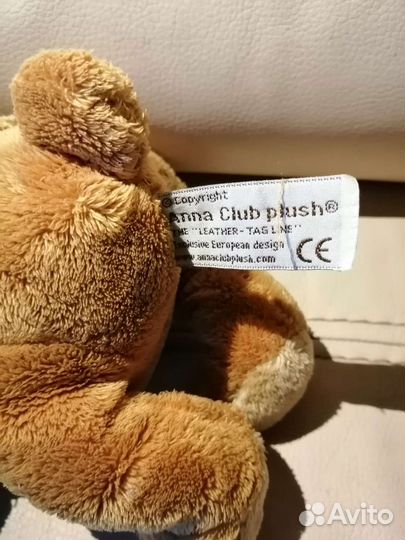 © Copyright
Anna Club plush®
THE "LEATHER-TAG LINE"
Exclusive European design
www.annaclubplush.com
CE
Avito